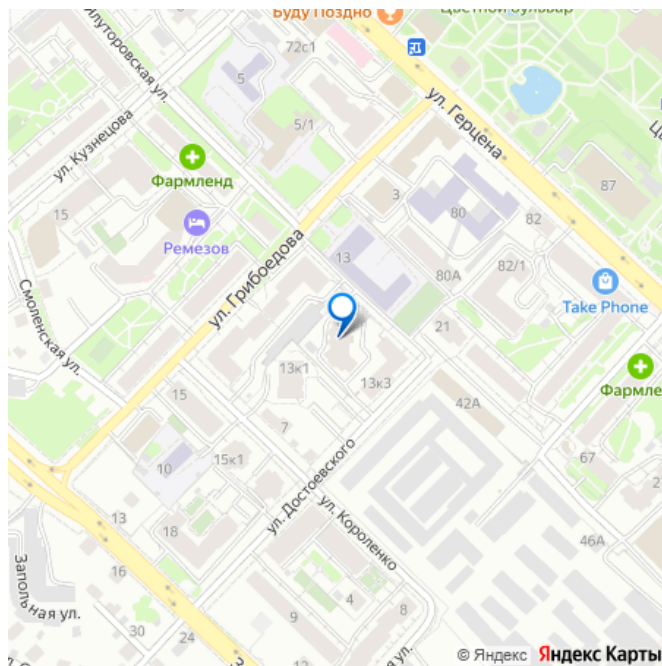 Буду Поздно
Цветной бульвар
Ялуторовская ул.
72с1
5
ул. Герцена
5/1
ул. Кузнецова
Фармленд
87
3
15
80
82
Ремезов
13
82/1
80А
ул. Грибоедова
Take Phone
Смоленская ул.
21
13к1
13к3
Фармле
15
42А
7
67
15к1
10
ул. Достоевского
13
18
ул. Короленко
46А
16
Запольная ул.
4
9
8
30
24
12
© Яндекс Яндекс Карты